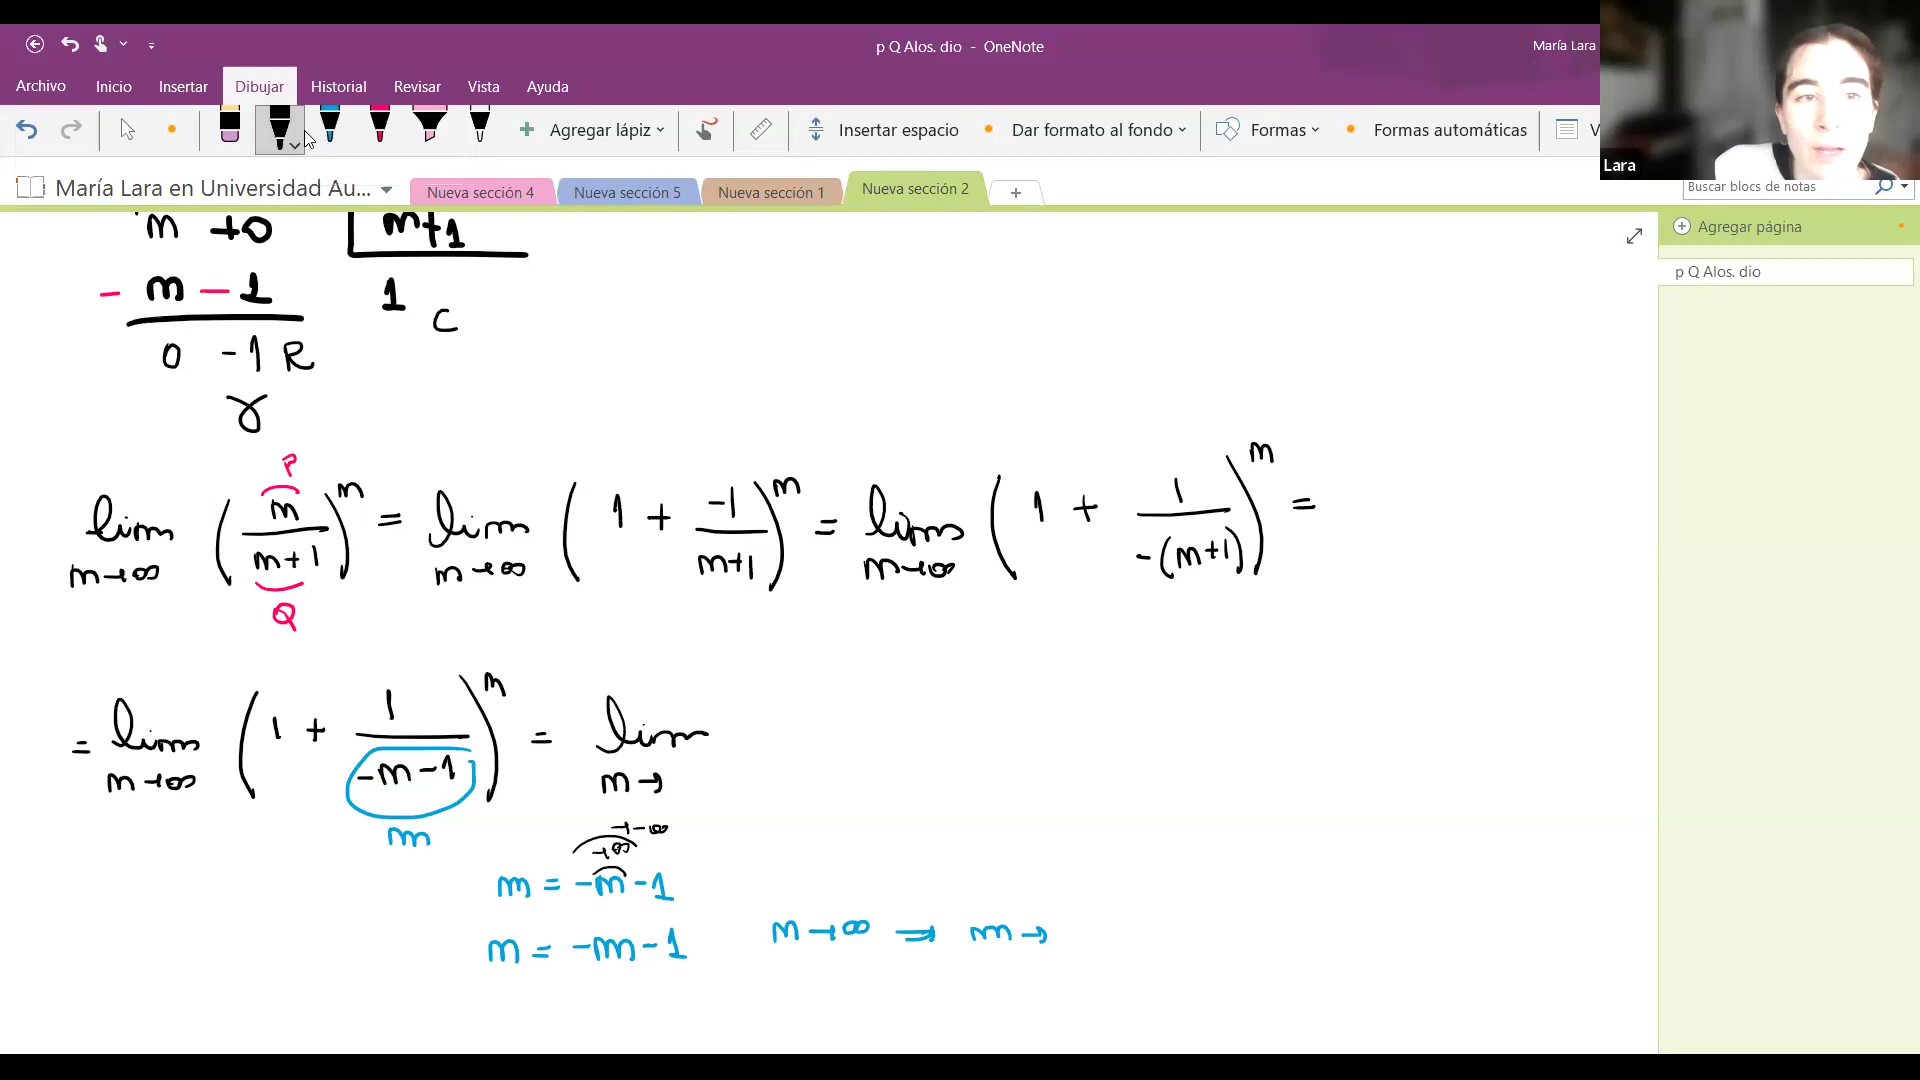 p Q Alos. dio - OneNote
María Lara
Archivo Inicio Insertar Dibujar Historial Revisar Vista Ayuda
Agregar lápiz Insertar espacio Dar formato al fondo Formas Formas automáticas V
Lara
María Lara en Universidad Au... Nueva sección 4 Nueva sección 5 Nueva sección 1 Nueva sección 2 +
Buscar blocs de notas
Agregar página
p Q Alos. dio
m +0 m+1
- m - 1 1 C
0 -1 R
r
lim m→∞ (m/(m+1))^m = lim m→∞ (1 + -1/(m+1))^m = lim m→∞ (1 + 1/-(m+1))^m =
P
Q
= lim m→∞ (1 + 1/(-m-1))^m = lim m→
m
→-∞
→∞
m = -m-1
m = -m-1 m→∞ ⇒ m→